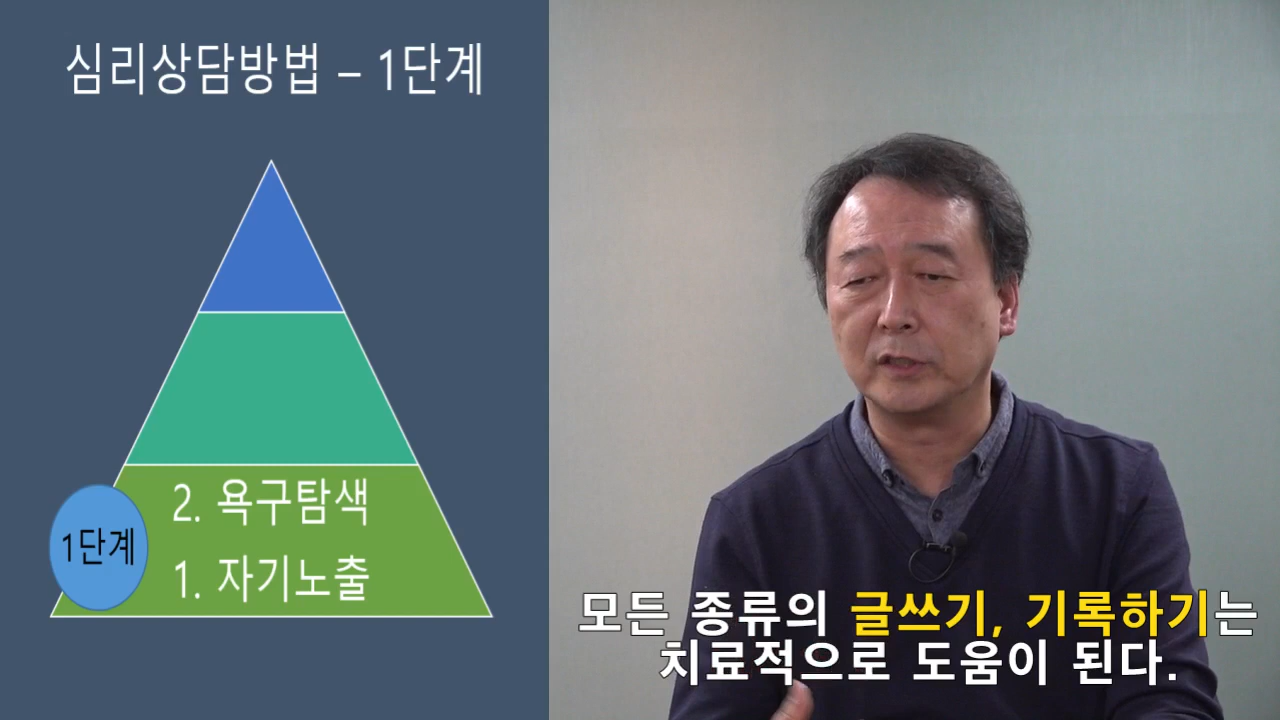 심리상담방법 – 1단계
2. 욕구탐색
1단계
1. 자기노출
모든 종류의 글쓰기, 기록하기는
치료적으로 도움이 된다.